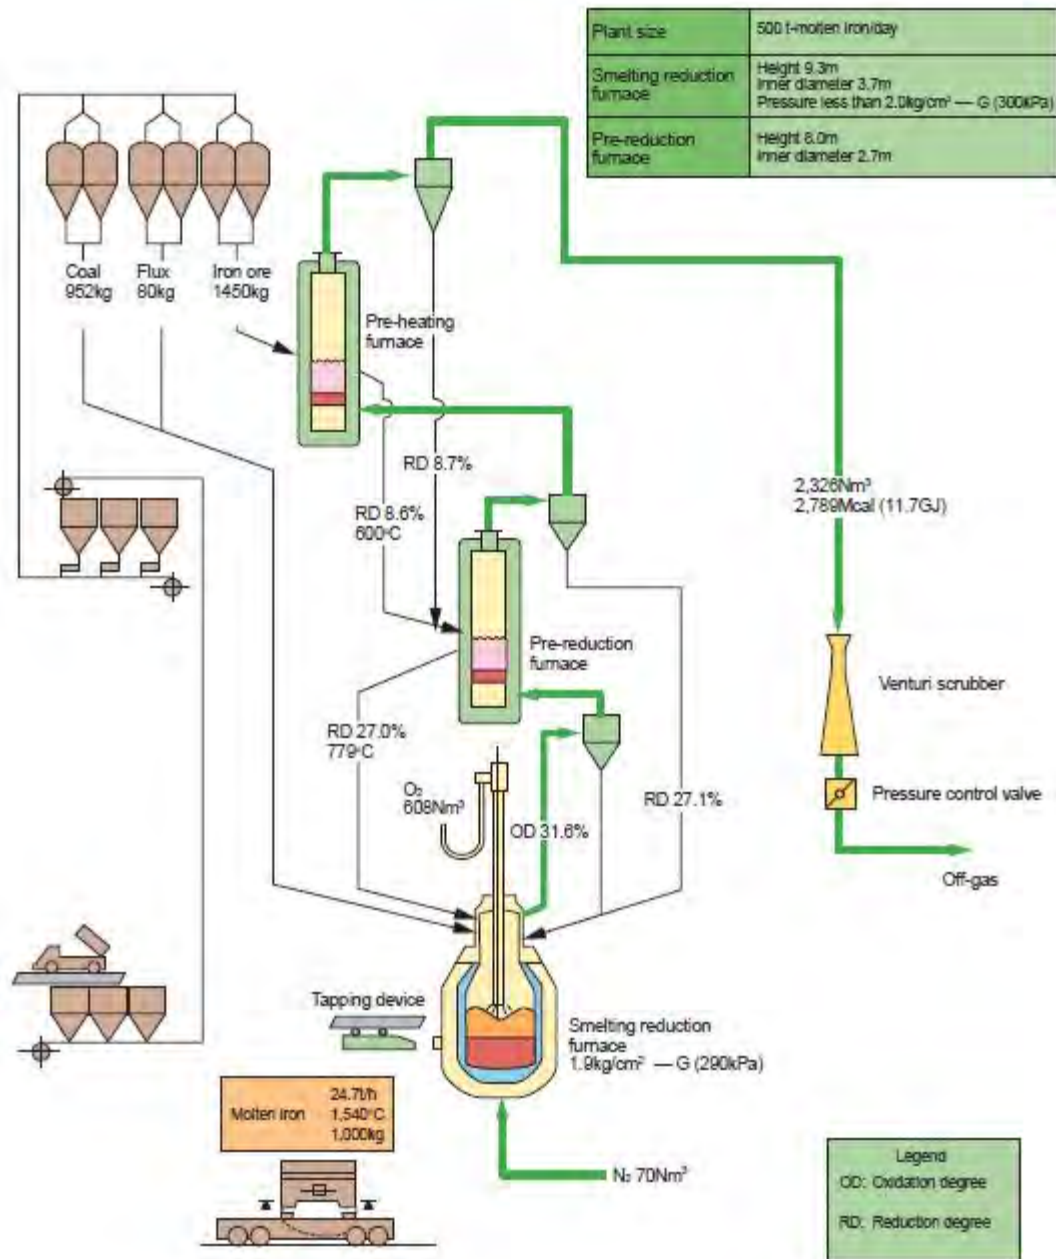 Plant size
500 t-molten iron/day
Smelting reduction
furnace
Height 9.3m
Inner diameter 3.7m
Pressure less than 2.0kg/cm² — G (300kPa)
Pre-reduction
furnace
Height 8.0m
Inner diameter 2.7m
Coal
952kg
Flux
80kg
Iron ore
1450kg
Pre-heating
furnace
RD 8.7%
RD 8.6%
600°C
2,326Nm³
2,789Mcal (11.7GJ)
Pre-reduction
furnace
Venturi scrubber
RD 27.0%
779°C
O₂
608Nm³
OD 31.6%
RD 27.1%
Pressure control valve
Off-gas
Tapping device
Smelting reduction
furnace
1.9kg/cm² — G (290kPa)
Molten iron
24.7t/h
1,540°C
1,000kg
N₂ 70Nm³
Legend
OD: Oxidation degree
RD: Reduction degree